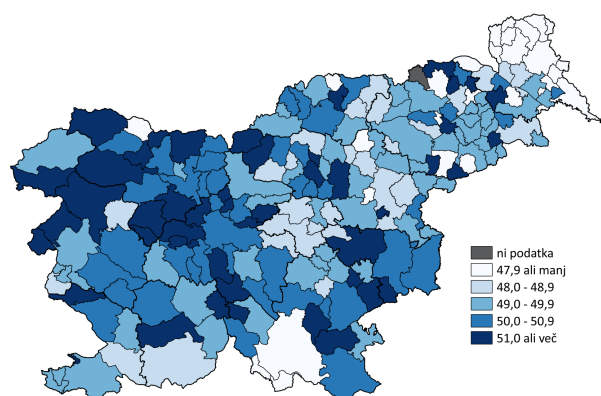 ni podatka
47,9 ali manj
48,0 - 48,9
49,0 - 49,9
50,0 - 50,9
51,0 ali več